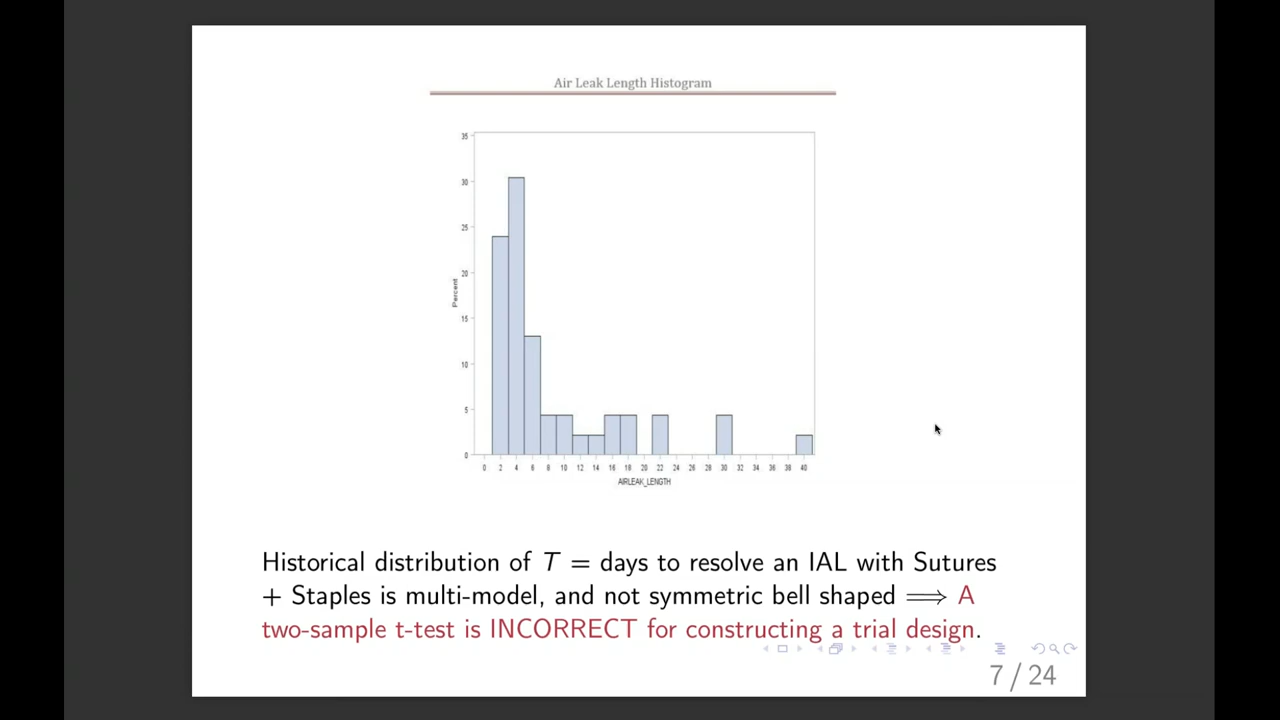 Air Leak Length Histogram
35
30
25
20
15
10
5
0
Percent
0 2 4 6 8 10 12 14 16 18 20 22 24 26 28 30 32 34 36 38 40
AIRLEAK_LENGTH
Historical distribution of T = days to resolve an IAL with Sutures
+ Staples is multi-model, and not symmetric bell shaped ⟹ A
two-sample t-test is INCORRECT for constructing a trial design.
7 / 24